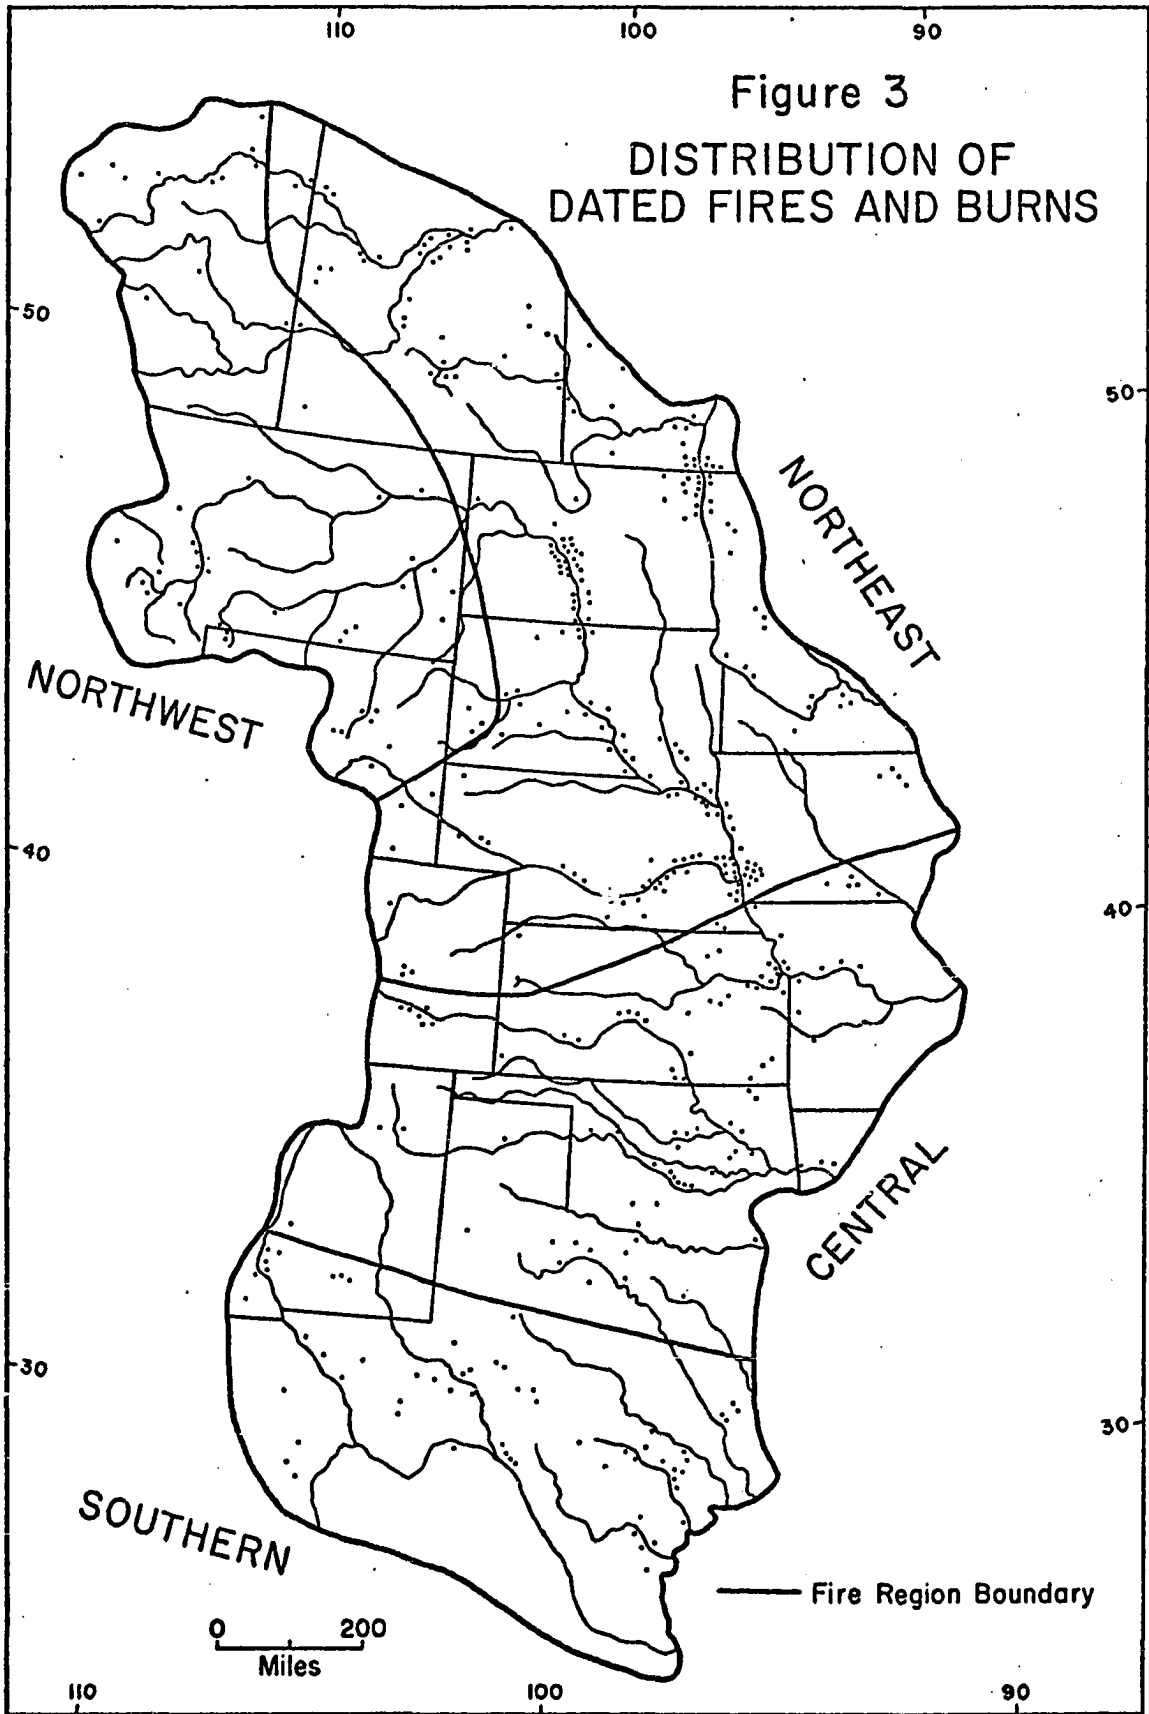 110
100
90
Figure 3
DISTRIBUTION OF
DATED FIRES AND BURNS
50
50
NORTHEAST
NORTHWEST
40
40
CENTRAL
30
30
SOUTHERN
Fire Region Boundary
0
200
Miles
110
100
90